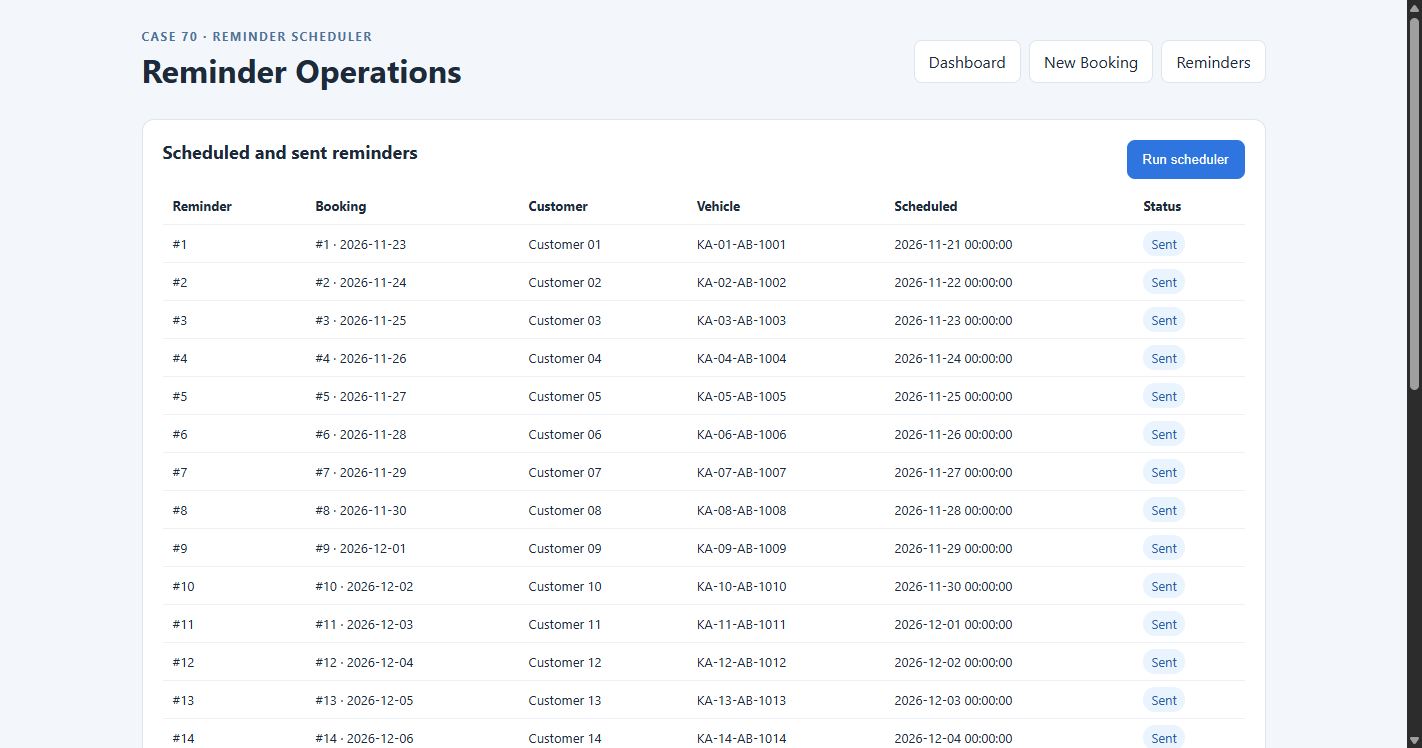 CASE 70 · REMINDER SCHEDULER
Reminder Operations
Dashboard New Booking Reminders
Scheduled and sent reminders
Run scheduler
Reminder Booking Customer Vehicle Scheduled Status
#1 #1 · 2026-11-23 Customer 01 KA-01-AB-1001 2026-11-21 00:00:00 Sent
#2 #2 · 2026-11-24 Customer 02 KA-02-AB-1002 2026-11-22 00:00:00 Sent
#3 #3 · 2026-11-25 Customer 03 KA-03-AB-1003 2026-11-23 00:00:00 Sent
#4 #4 · 2026-11-26 Customer 04 KA-04-AB-1004 2026-11-24 00:00:00 Sent
#5 #5 · 2026-11-27 Customer 05 KA-05-AB-1005 2026-11-25 00:00:00 Sent
#6 #6 · 2026-11-28 Customer 06 KA-06-AB-1006 2026-11-26 00:00:00 Sent
#7 #7 · 2026-11-29 Customer 07 KA-07-AB-1007 2026-11-27 00:00:00 Sent
#8 #8 · 2026-11-30 Customer 08 KA-08-AB-1008 2026-11-28 00:00:00 Sent
#9 #9 · 2026-12-01 Customer 09 KA-09-AB-1009 2026-11-29 00:00:00 Sent
#10 #10 · 2026-12-02 Customer 10 KA-10-AB-1010 2026-11-30 00:00:00 Sent
#11 #11 · 2026-12-03 Customer 11 KA-11-AB-1011 2026-12-01 00:00:00 Sent
#12 #12 · 2026-12-04 Customer 12 KA-12-AB-1012 2026-12-02 00:00:00 Sent
#13 #13 · 2026-12-05 Customer 13 KA-13-AB-1013 2026-12-03 00:00:00 Sent
#14 #14 · 2026-12-06 Customer 14 KA-14-AB-1014 2026-12-04 00:00:00 Sent